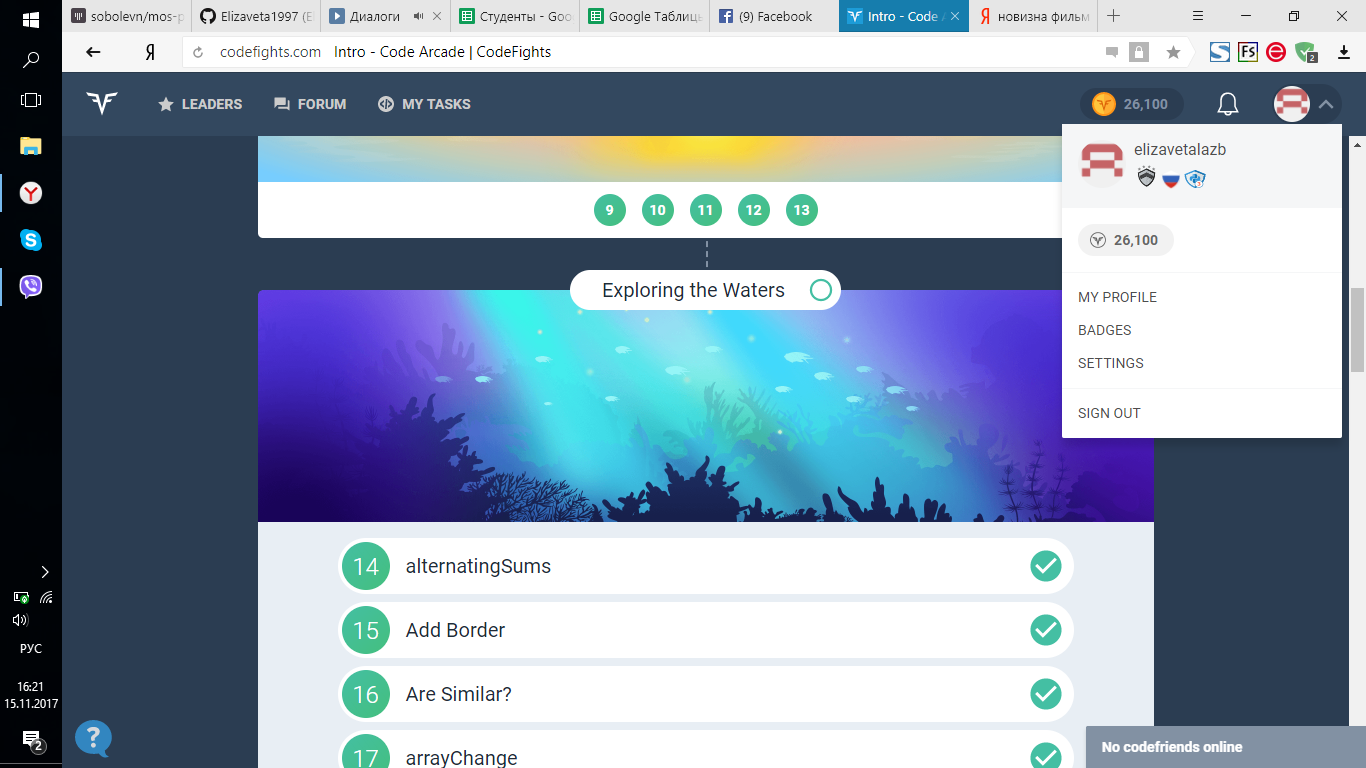 sobolevn/mos-p
Elizaveta1997 (El
Диалоги
Студенты - Goo
Google Таблицы
(9) Facebook
Intro - Code A
новизна фильм
Я
codefights.com Intro - Code Arcade | CodeFights
FS
e
2
LEADERS
FORUM
MY TASKS
26,100
elizavetalazb
26,100
MY PROFILE
BADGES
SETTINGS
SIGN OUT
9 10 11 12 13
Exploring the Waters
14 alternatingSums
15 Add Border
16 Are Similar?
17 arrayChange
No codefriends online
?
РУС
16:21
15.11.2017
2